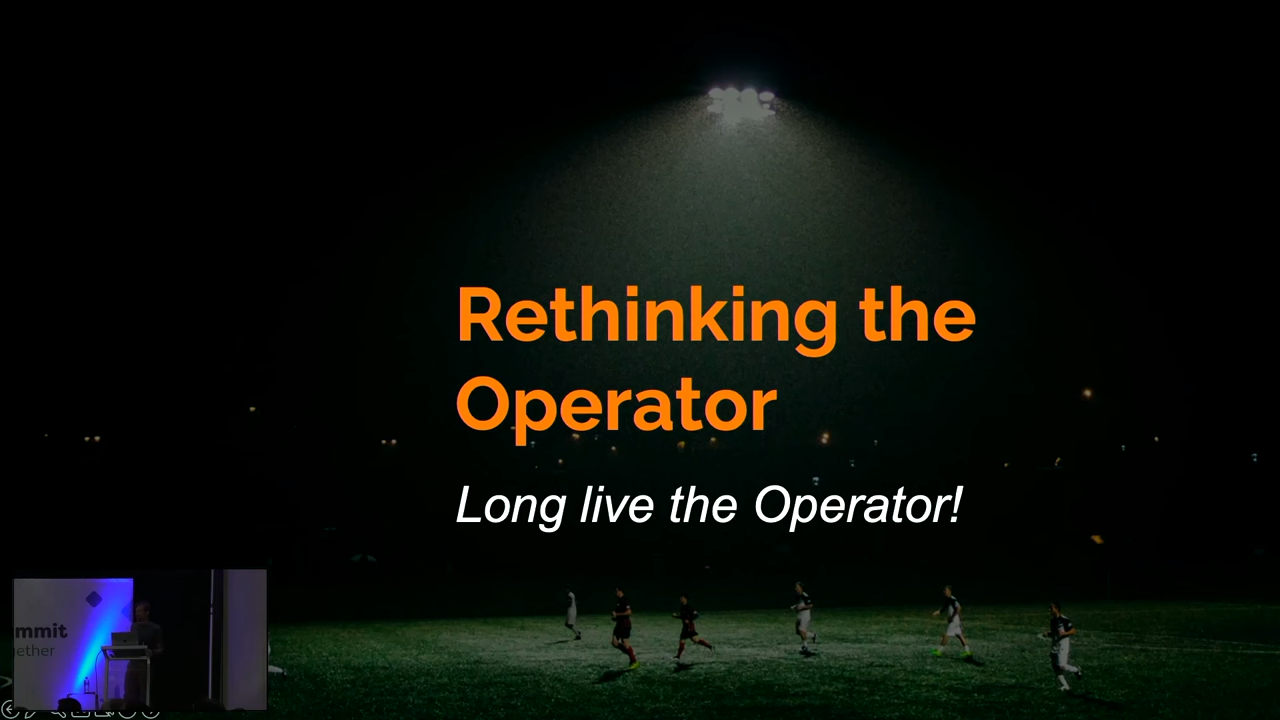 Rethinking the
Operator
Long live the Operator!
mmit
ether